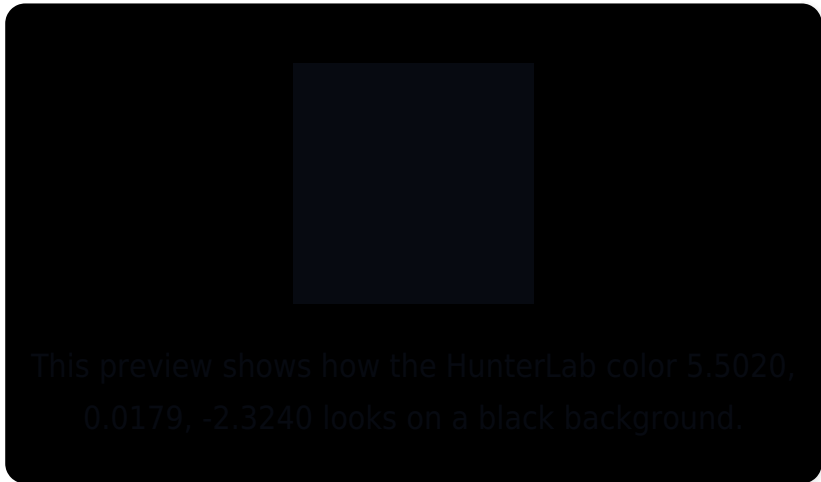 This preview shows how the HunterLab color 5.5020,
0.0179, -2.3240 looks on a black background.